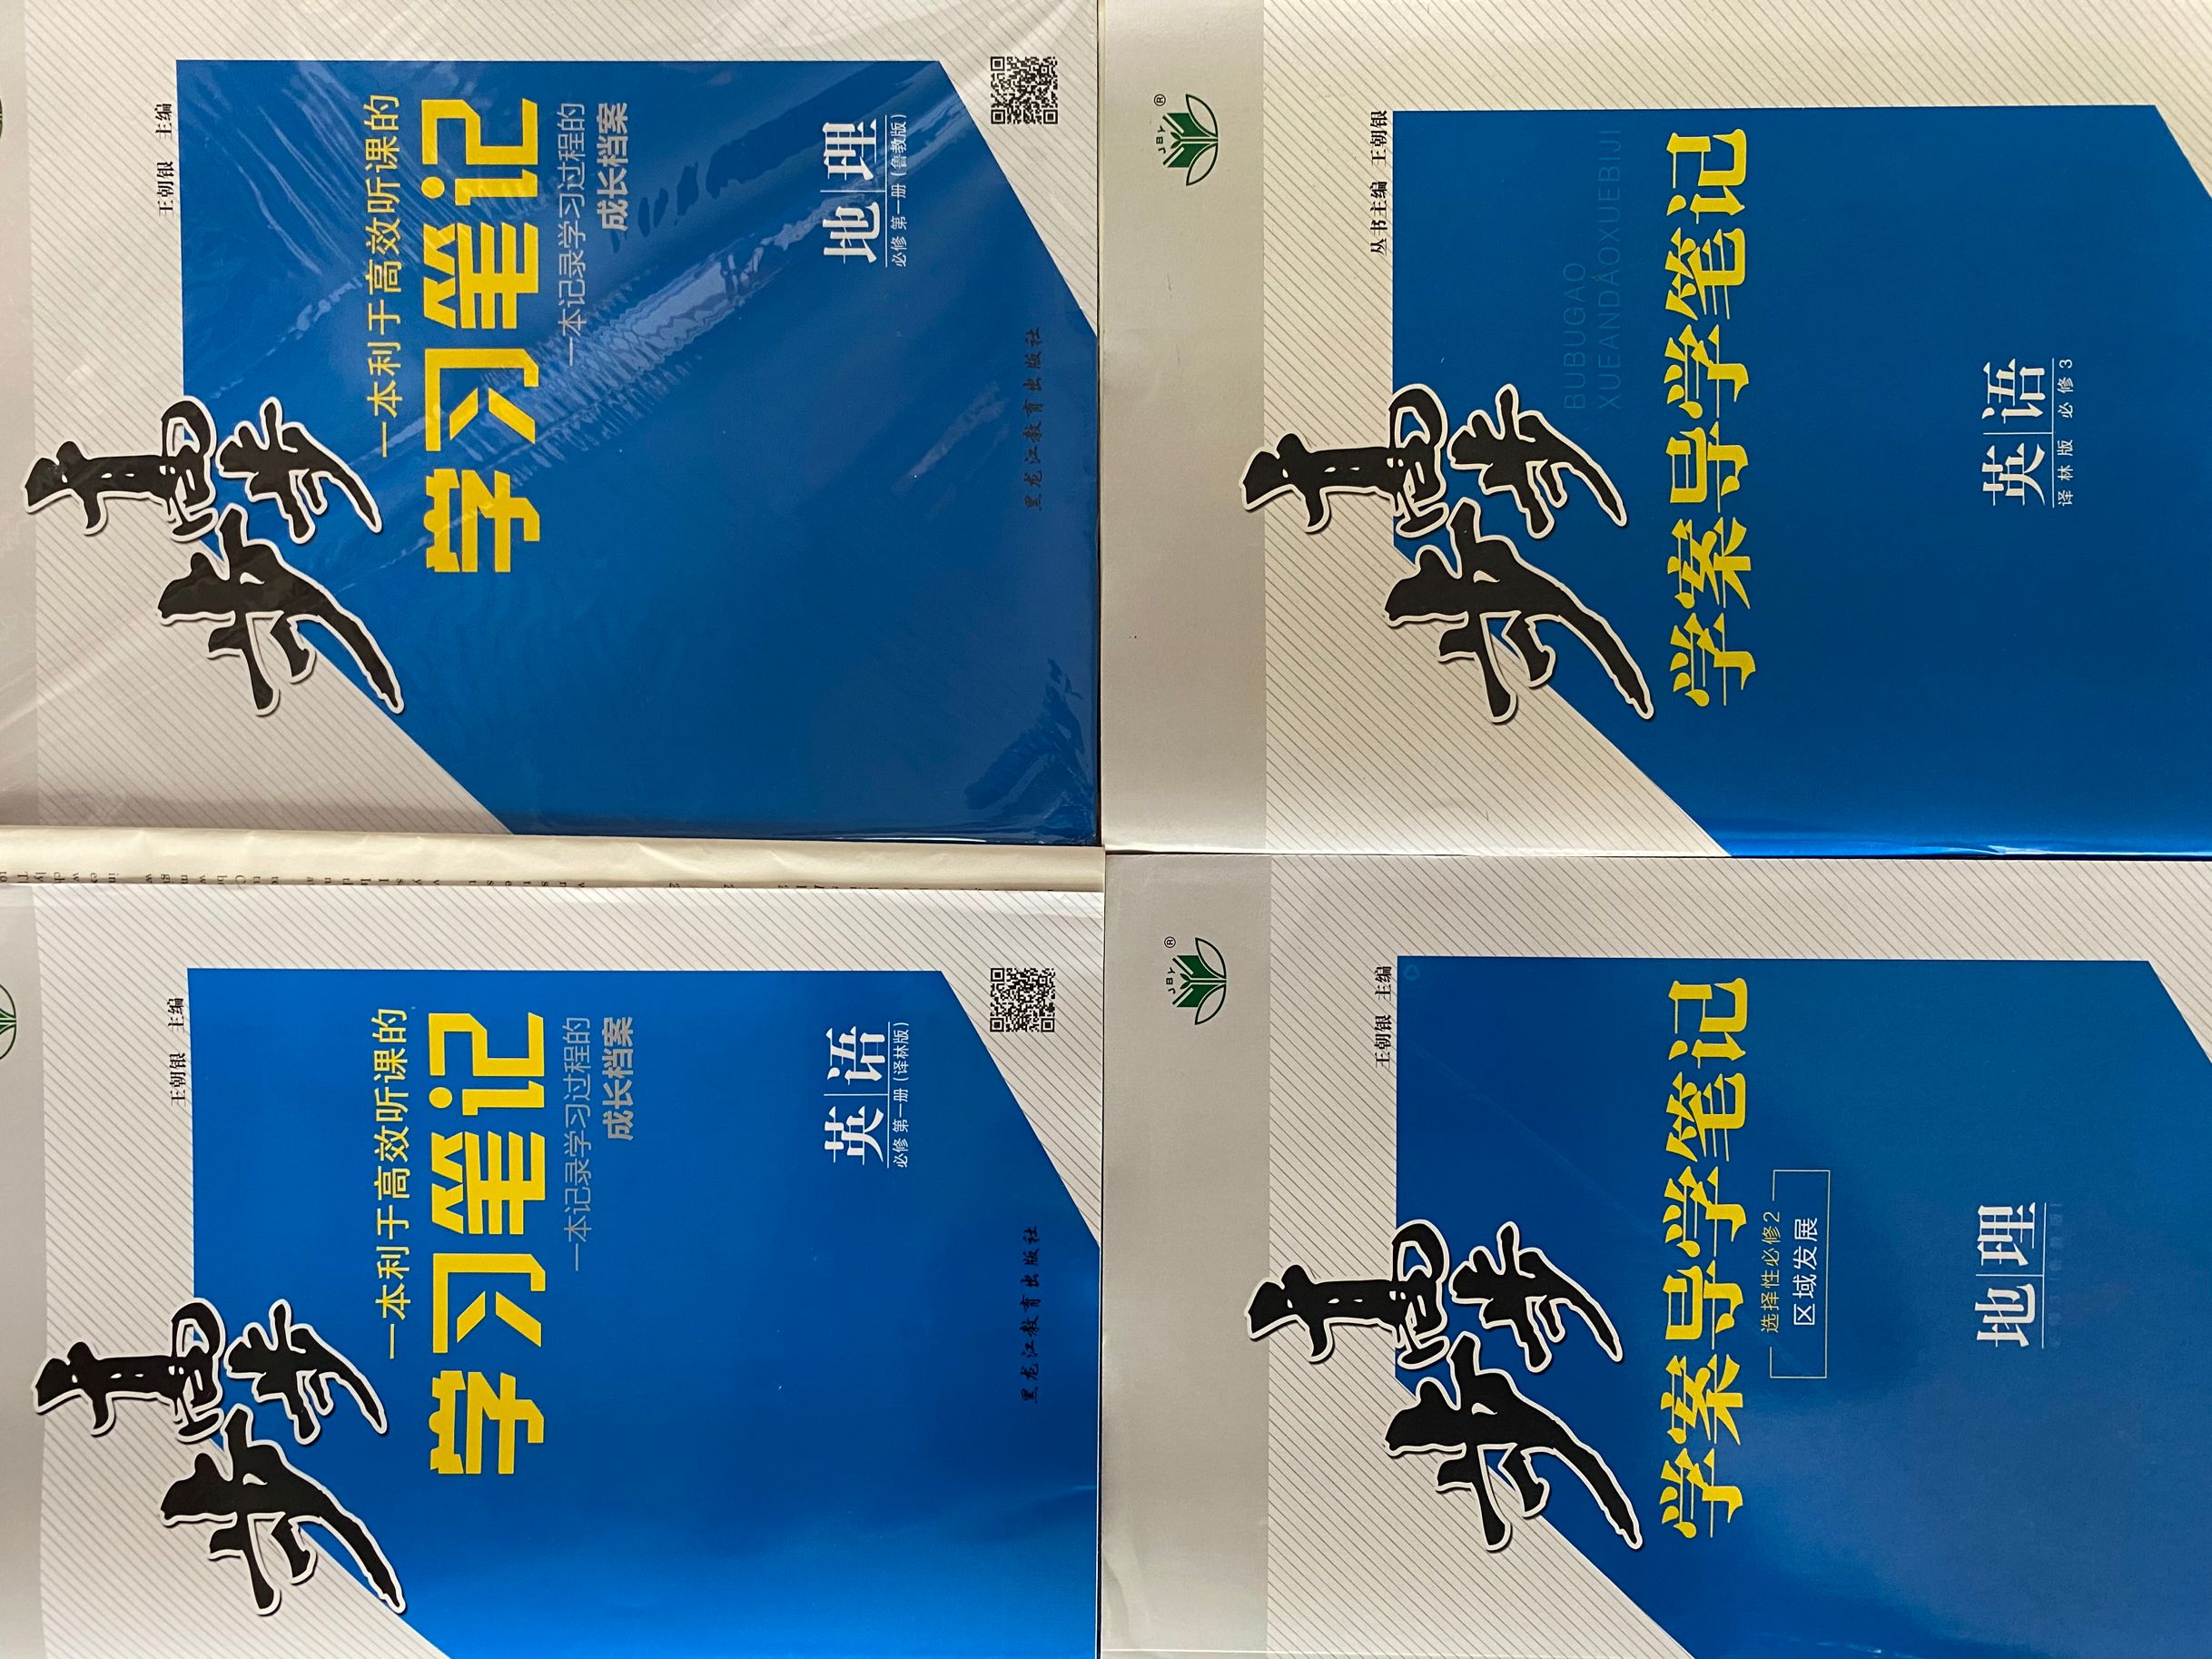 王朝银 主编
步步高
一本利于高效听课的
学习笔记
一本记录学习过程的
成长档案
英语
必修 第一册 (译林版)
黑龙江教育出版社
王朝银 主编
步步高
一本利于高效听课的
学习笔记
一本记录学习过程的
成长档案
地理
必修 第一册 (鲁教版)
黑龙江教育出版社
JBY®
王朝银 主编
步步高
学案导学笔记
选择性必修2
区域发展
地理
JBY®
丛书主编 王朝银
步步高
BUBUGAO
XUEANDAOXUEBIJI
学案导学笔记
英语
译林版 必修3